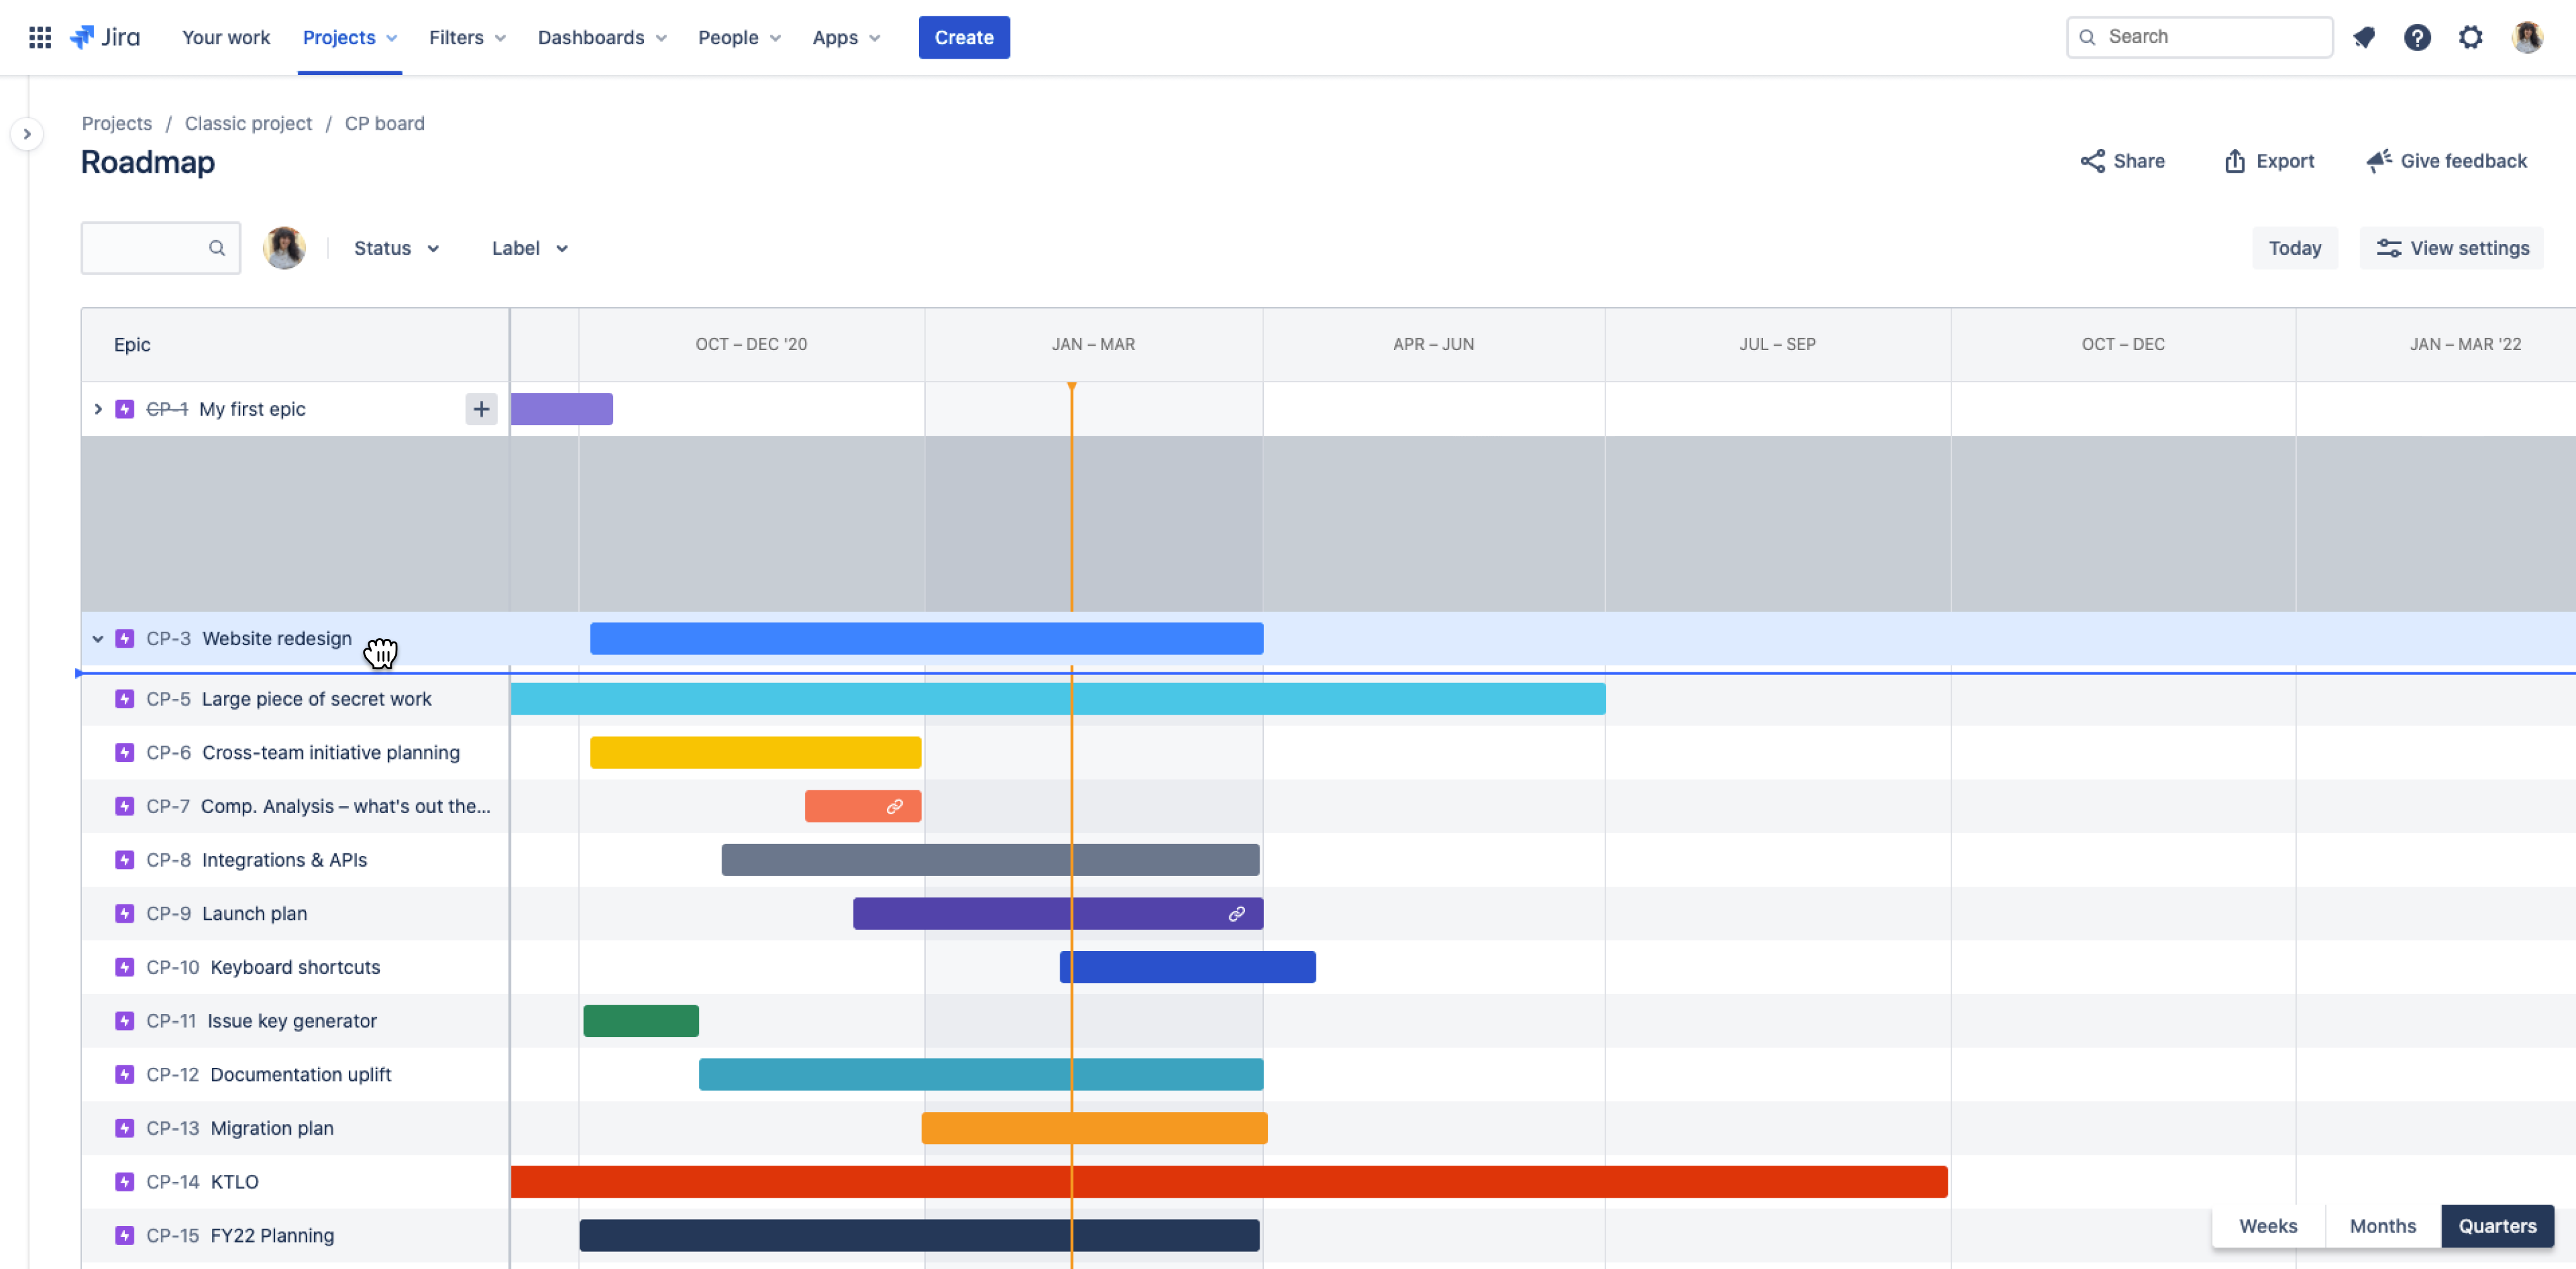 Jira Your work Projects Filters Dashboards People Apps Create Search
Projects / Classic project / CP board
Roadmap Share Export Give feedback
Status Label Today View settings
Epic OCT – DEC '20 JAN – MAR APR – JUN JUL – SEP OCT – DEC JAN – MAR '22
CP-1 My first epic
CP-3 Website redesign
CP-5 Large piece of secret work
CP-6 Cross-team initiative planning
CP-7 Comp. Analysis – what's out the...
CP-8 Integrations & APIs
CP-9 Launch plan
CP-10 Keyboard shortcuts
CP-11 Issue key generator
CP-12 Documentation uplift
CP-13 Migration plan
CP-14 KTLO
CP-15 FY22 Planning
Weeks Months Quarters